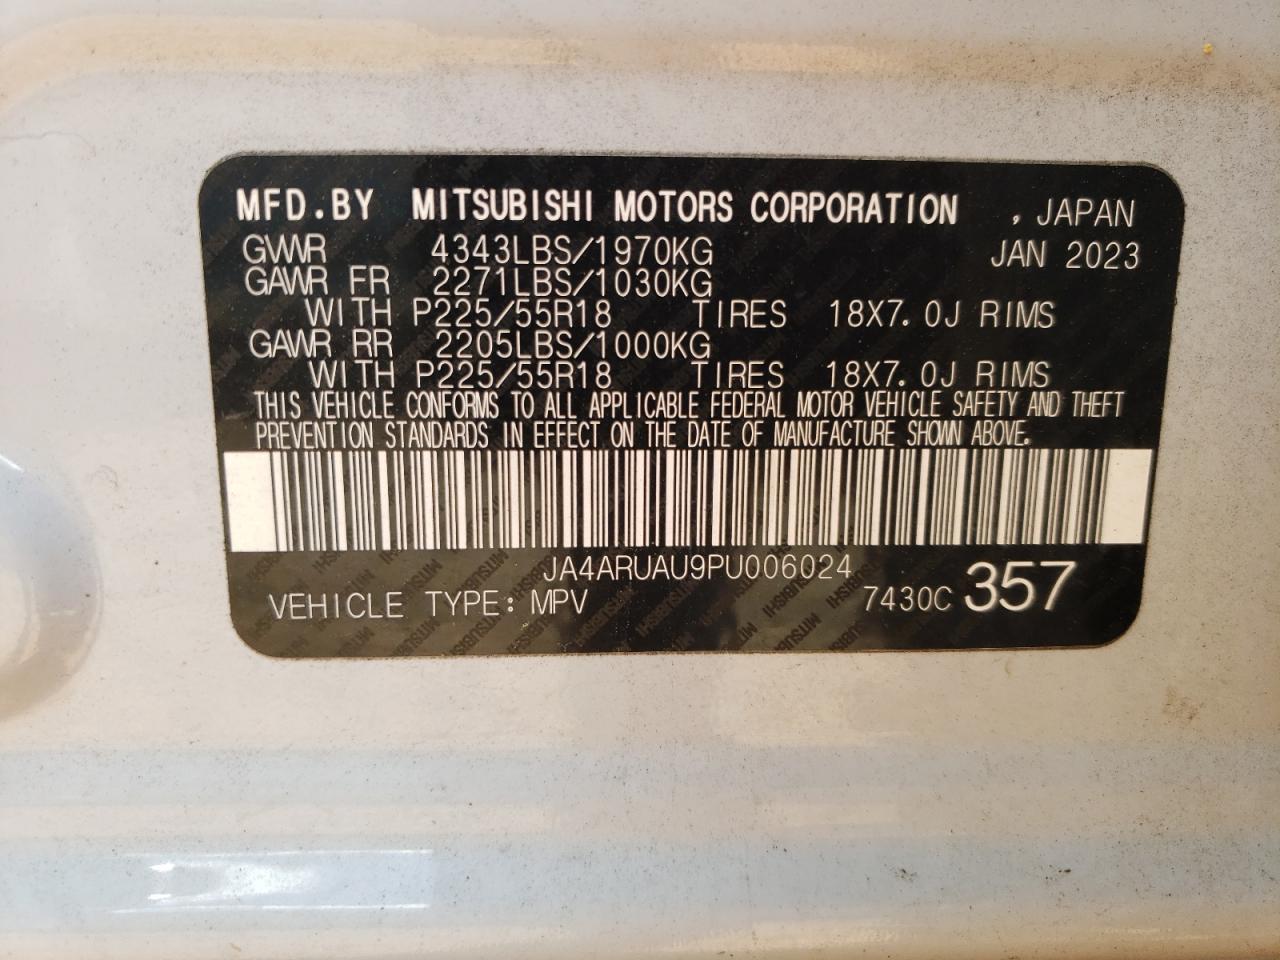 MFD.BY MITSUBISHI MOTORS CORPORATION , JAPAN
GVWR 4343LBS/1970KG JAN 2023
GAWR FR 2271LBS/1030KG
WITH P225/55R18 TIRES 18X7.0J RIMS
GAWR RR 2205LBS/1000KG
WITH P225/55R18 TIRES 18X7.0J RIMS
THIS VEHICLE CONFORMS TO ALL APPLICABLE FEDERAL MOTOR VEHICLE SAFETY AND THEFT
PREVENTION STANDARDS IN EFFECT ON THE DATE OF MANUFACTURE SHOWN ABOVE.
JA4ARUAU9PU006024
VEHICLE TYPE: MPV 7430C 357